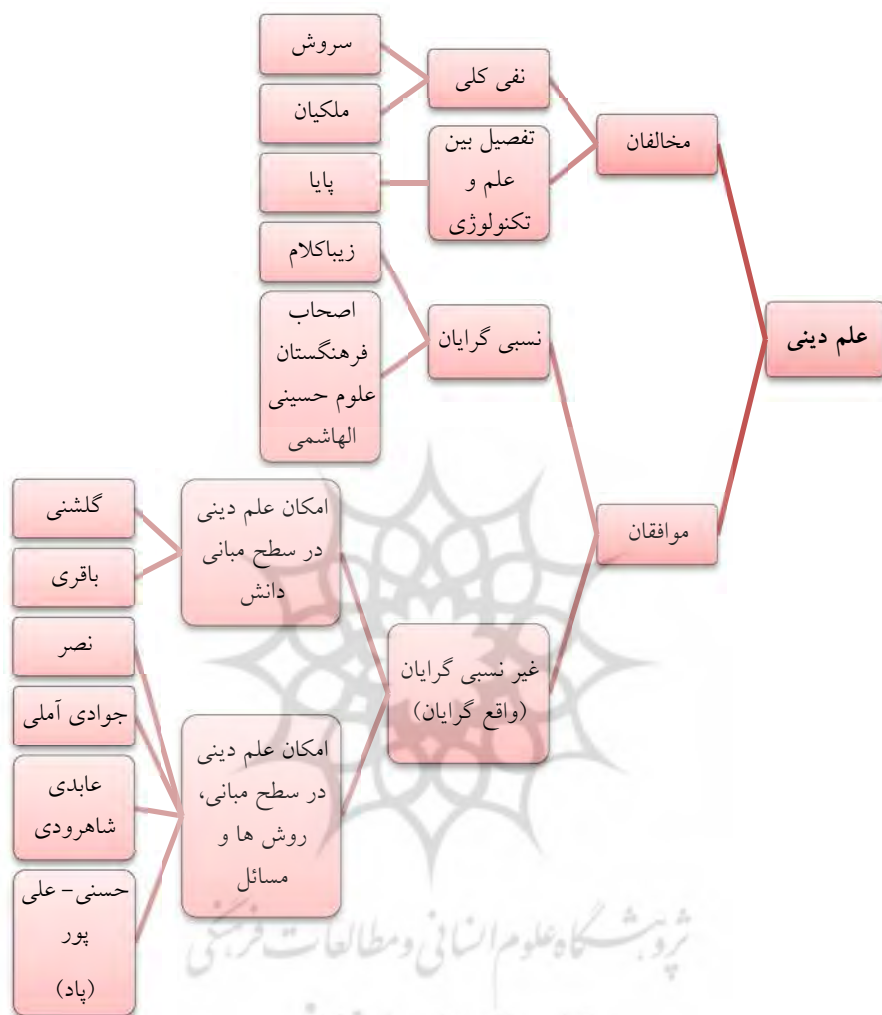 علم دینی
مخالفان
نفی کلی
سروش
ملکیان
تفصیل بین
علم و
تکنولوژی
پایا
موافقان
نسبی گرایان
زیباکلام
اصحاب
فرهنگستان
علوم حسینی
الهاشمی
غیر نسبی گرایان
(واقع گرایان)
امکان علم دینی
در سطح مبانی
دانش
گلشنی
باقری
امکان علم دینی
در سطح مبانی،
روش ها و
مسائل
نصر
جوادی آملی
عابدی
شاهرودی
حسنی- علی
پور
(پاد)
پژوهشگاه علوم انسانی و مطالعات فرهنگی